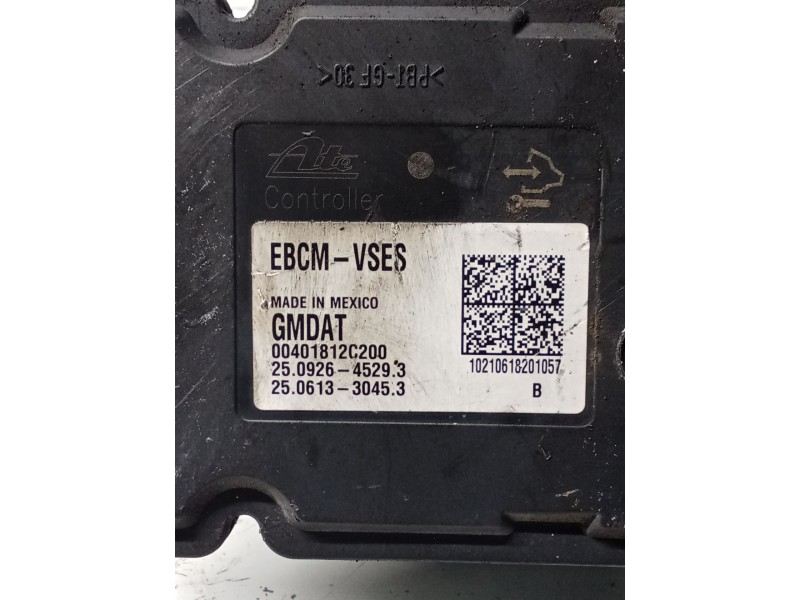 >PBT-GF30<
Ate
Controller
EBCM-VSES
MADE IN MEXICO
GMDAT
00401812C200
25.0926-4529.3
25.0613-3045.3
10210618201057
B